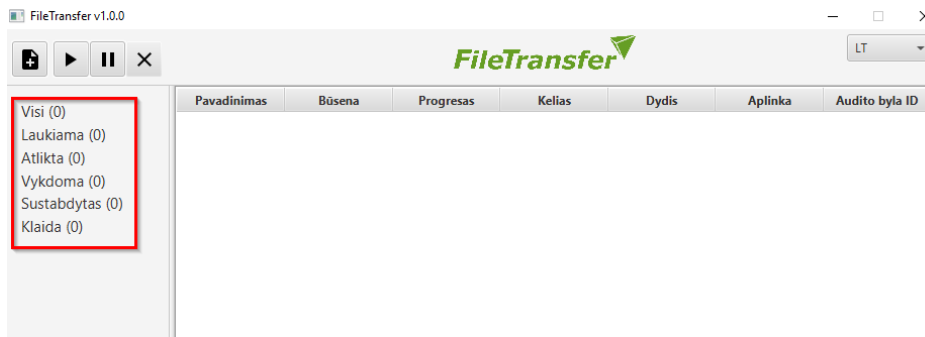 FileTransfer v1.0.0
FileTransfer
LT
Pavadinimas Būsena Progresas Kelias Dydis Aplinka Audito byla ID
Visi (0)
Laukiama (0)
Atlikta (0)
Vykdoma (0)
Sustabdytas (0)
Klaida (0)